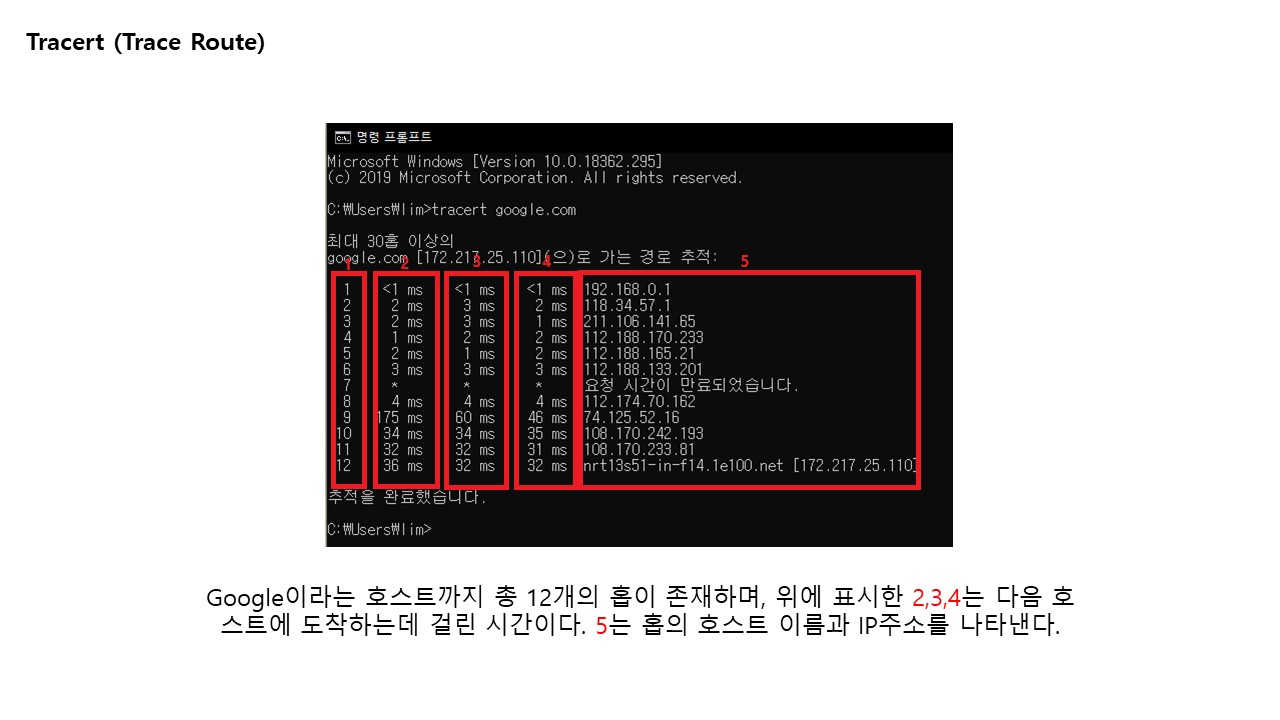 Tracert (Trace Route)
명령 프롬프트
Microsoft Windows [Version 10.0.18362.295]
(c) 2019 Microsoft Corporation. All rights reserved.
C:₩Users₩lim>tracert google.com
최대 30홉 이상의
google.com [172.217.25.110](으)로 가는 경로 추적:
1 2 3 4 5
1 <1 ms <1 ms <1 ms 192.168.0.1
2 2 ms 3 ms 2 ms 118.34.57.1
3 2 ms 3 ms 1 ms 211.106.141.65
4 1 ms 2 ms 2 ms 112.188.170.233
5 2 ms 1 ms 2 ms 112.188.165.21
6 3 ms 3 ms 3 ms 112.188.133.201
7 * * * 요청 시간이 만료되었습니다.
8 4 ms 4 ms 4 ms 112.174.70.162
9 175 ms 60 ms 46 ms 74.125.52.16
10 34 ms 34 ms 35 ms 108.170.242.193
11 32 ms 32 ms 31 ms 108.170.233.81
12 36 ms 32 ms 32 ms nrt13s51-in-f14.1e100.net [172.217.25.110]
추적을 완료했습니다.
C:₩Users₩lim>
Google이라는 호스트까지 총 12개의 홉이 존재하며, 위에 표시한 2,3,4는 다음 호
스트에 도착하는데 걸린 시간이다. 5는 홉의 호스트 이름과 IP주소를 나타낸다.